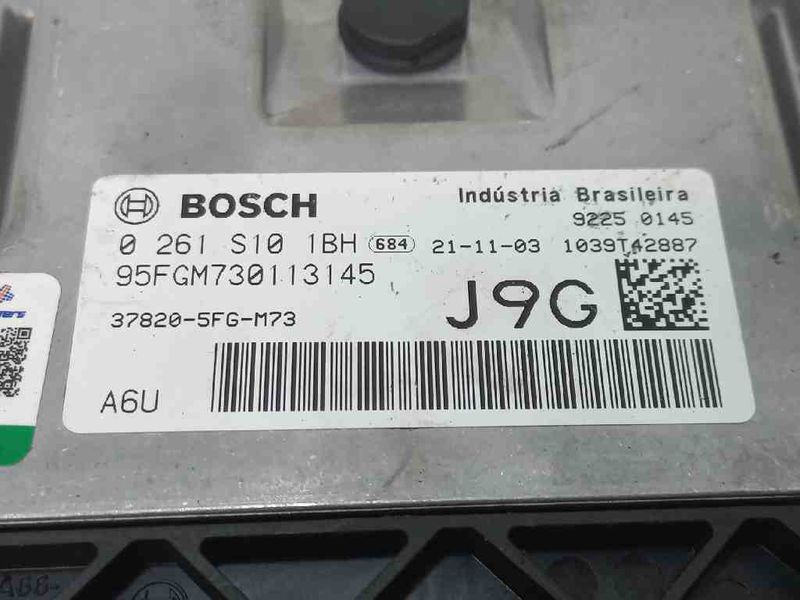 BOSCH
Indústria Brasileira
9225 0145
0 261 S10 1BH 684 21-11-03 1039T42887
95FGM730113145
J9G
37820-5FG-M73
A6U